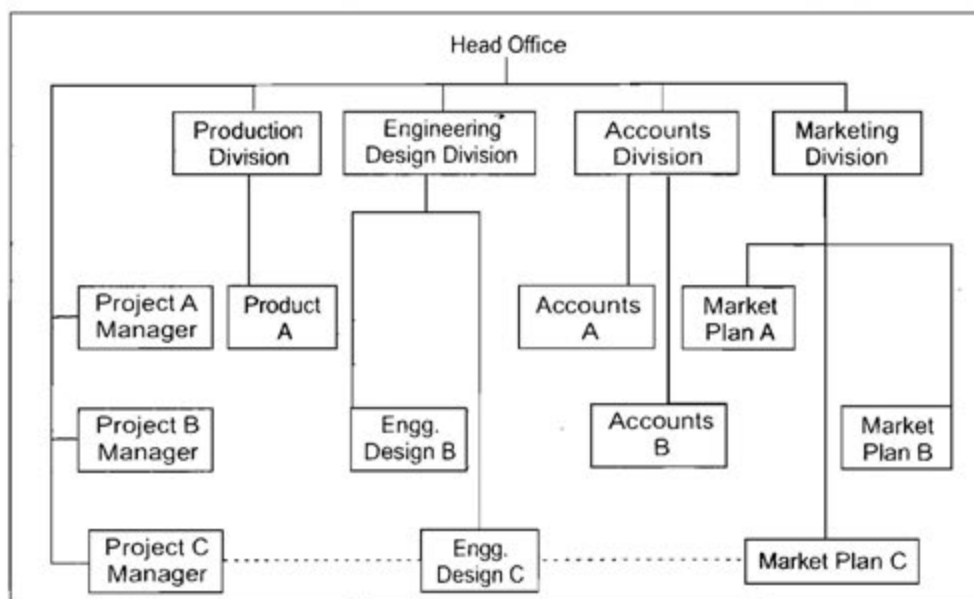 Head Office
Production
Division
Engineering
Design Division
Accounts
Division
Marketing
Division
Project A
Manager
Product
A
Accounts
A
Market
Plan A
Project B
Manager
Engg.
Design B
Accounts
B
Market
Plan B
Project C
Manager
Engg.
Design C
Market Plan C